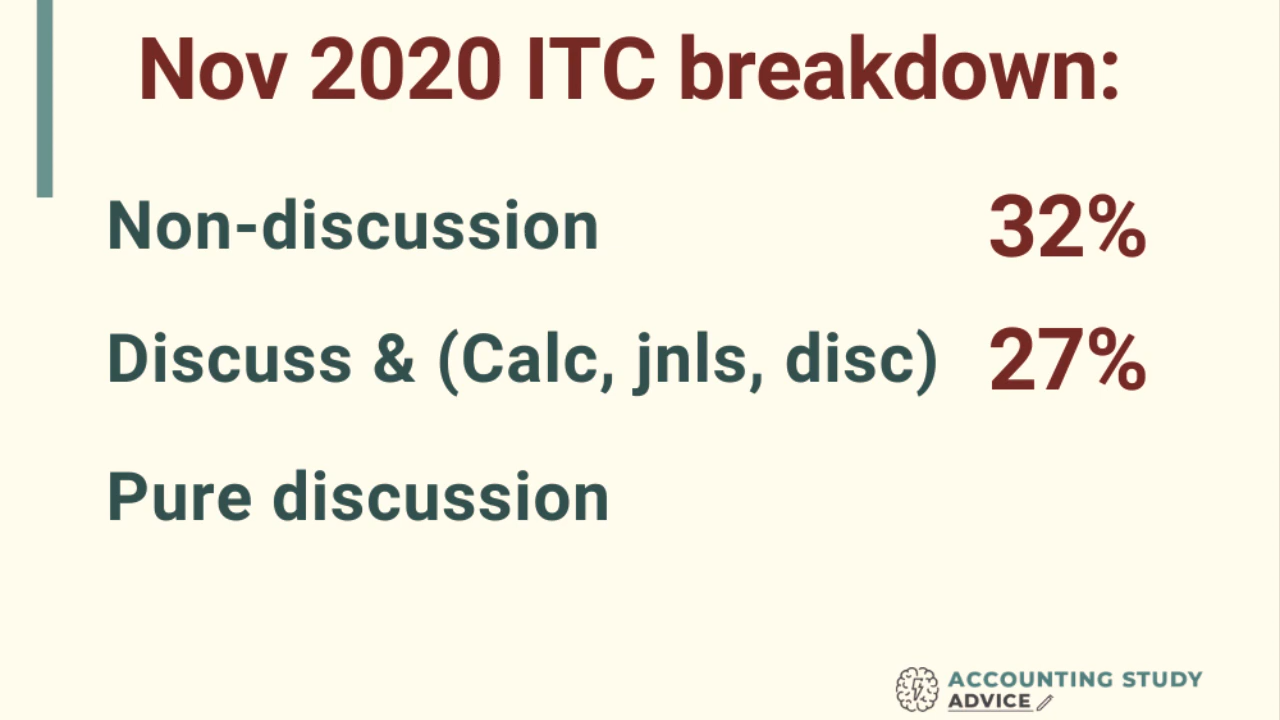 Nov 2020 ITC breakdown:
Non-discussion 32%
Discuss & (Calc, jnls, disc) 27%
Pure discussion
ACCOUNTING STUDY
ADVICE